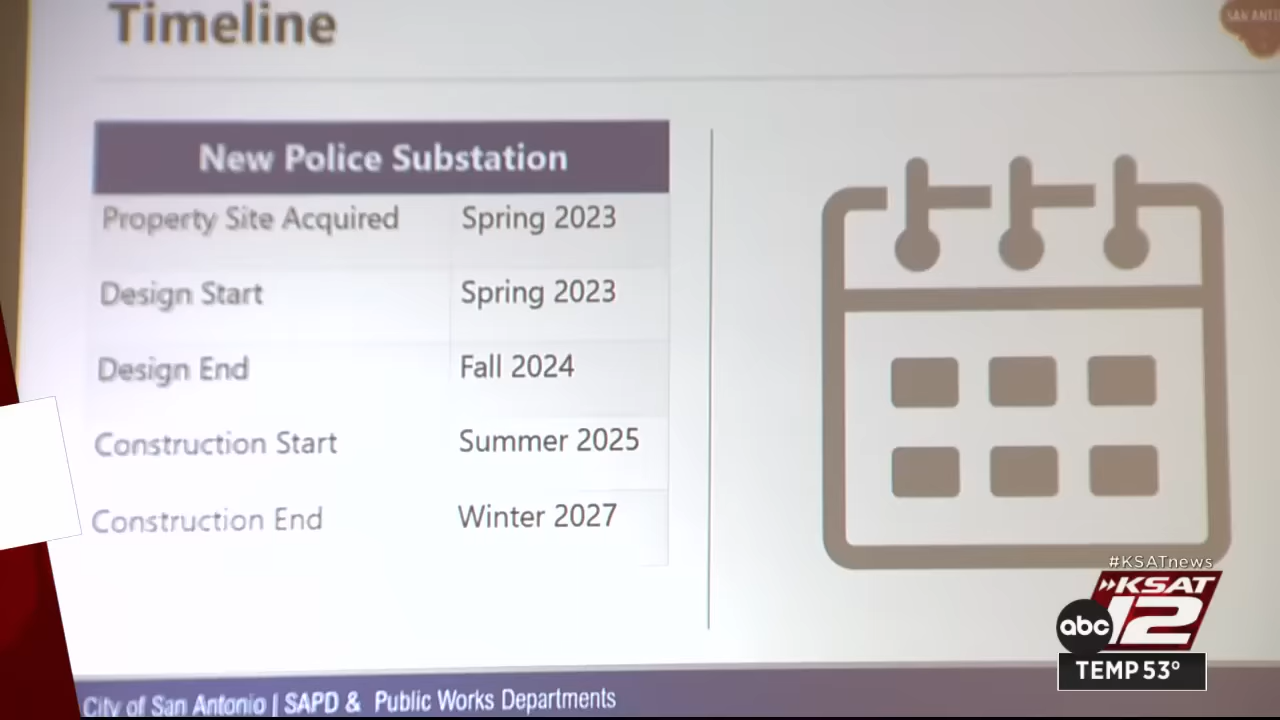 Timeline
SAN ANTO
New Police Substation
Property Site Acquired Spring 2023
Design Start Spring 2023
Design End Fall 2024
Construction Start Summer 2025
Construction End Winter 2027
#KSATnews
KSAT
abc 12
TEMP 53°
City of San Antonio | SAPD & Public Works Departments